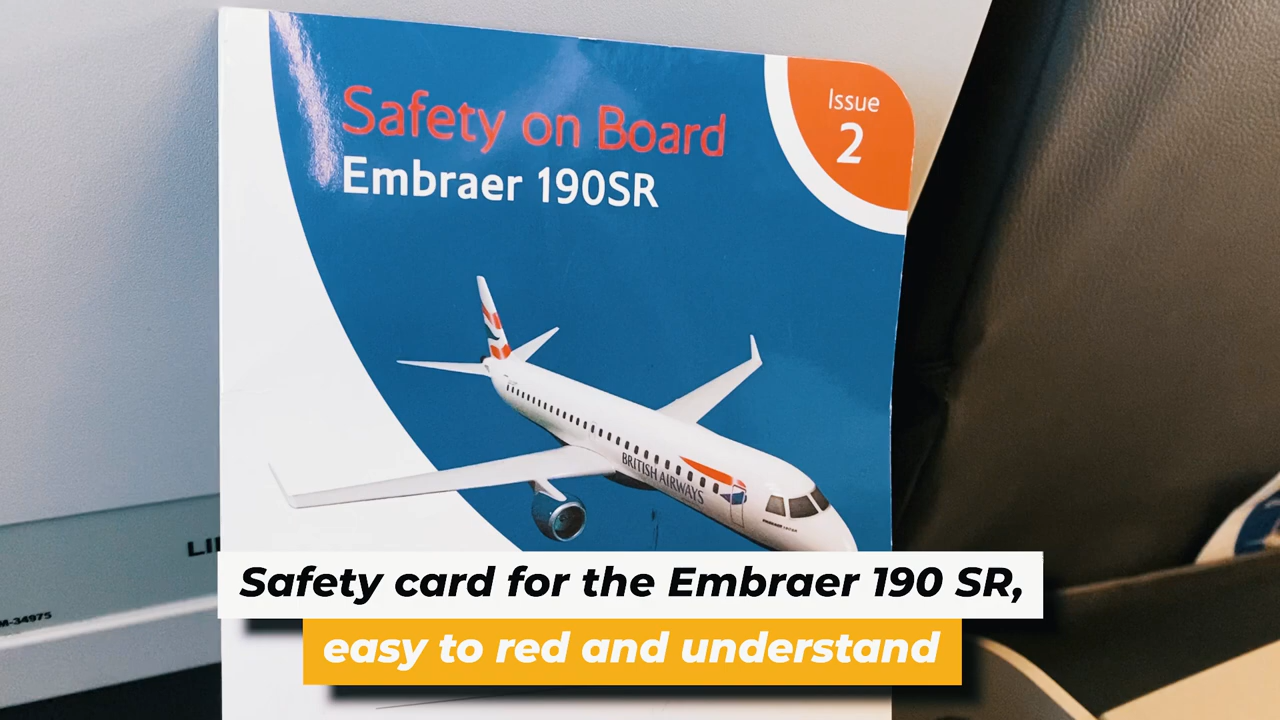 Safety on Board
Embraer 190SR
Issue
2
BRITISH AIRWAYS
M-34975
Safety card for the Embraer 190 SR,
easy to red and understand